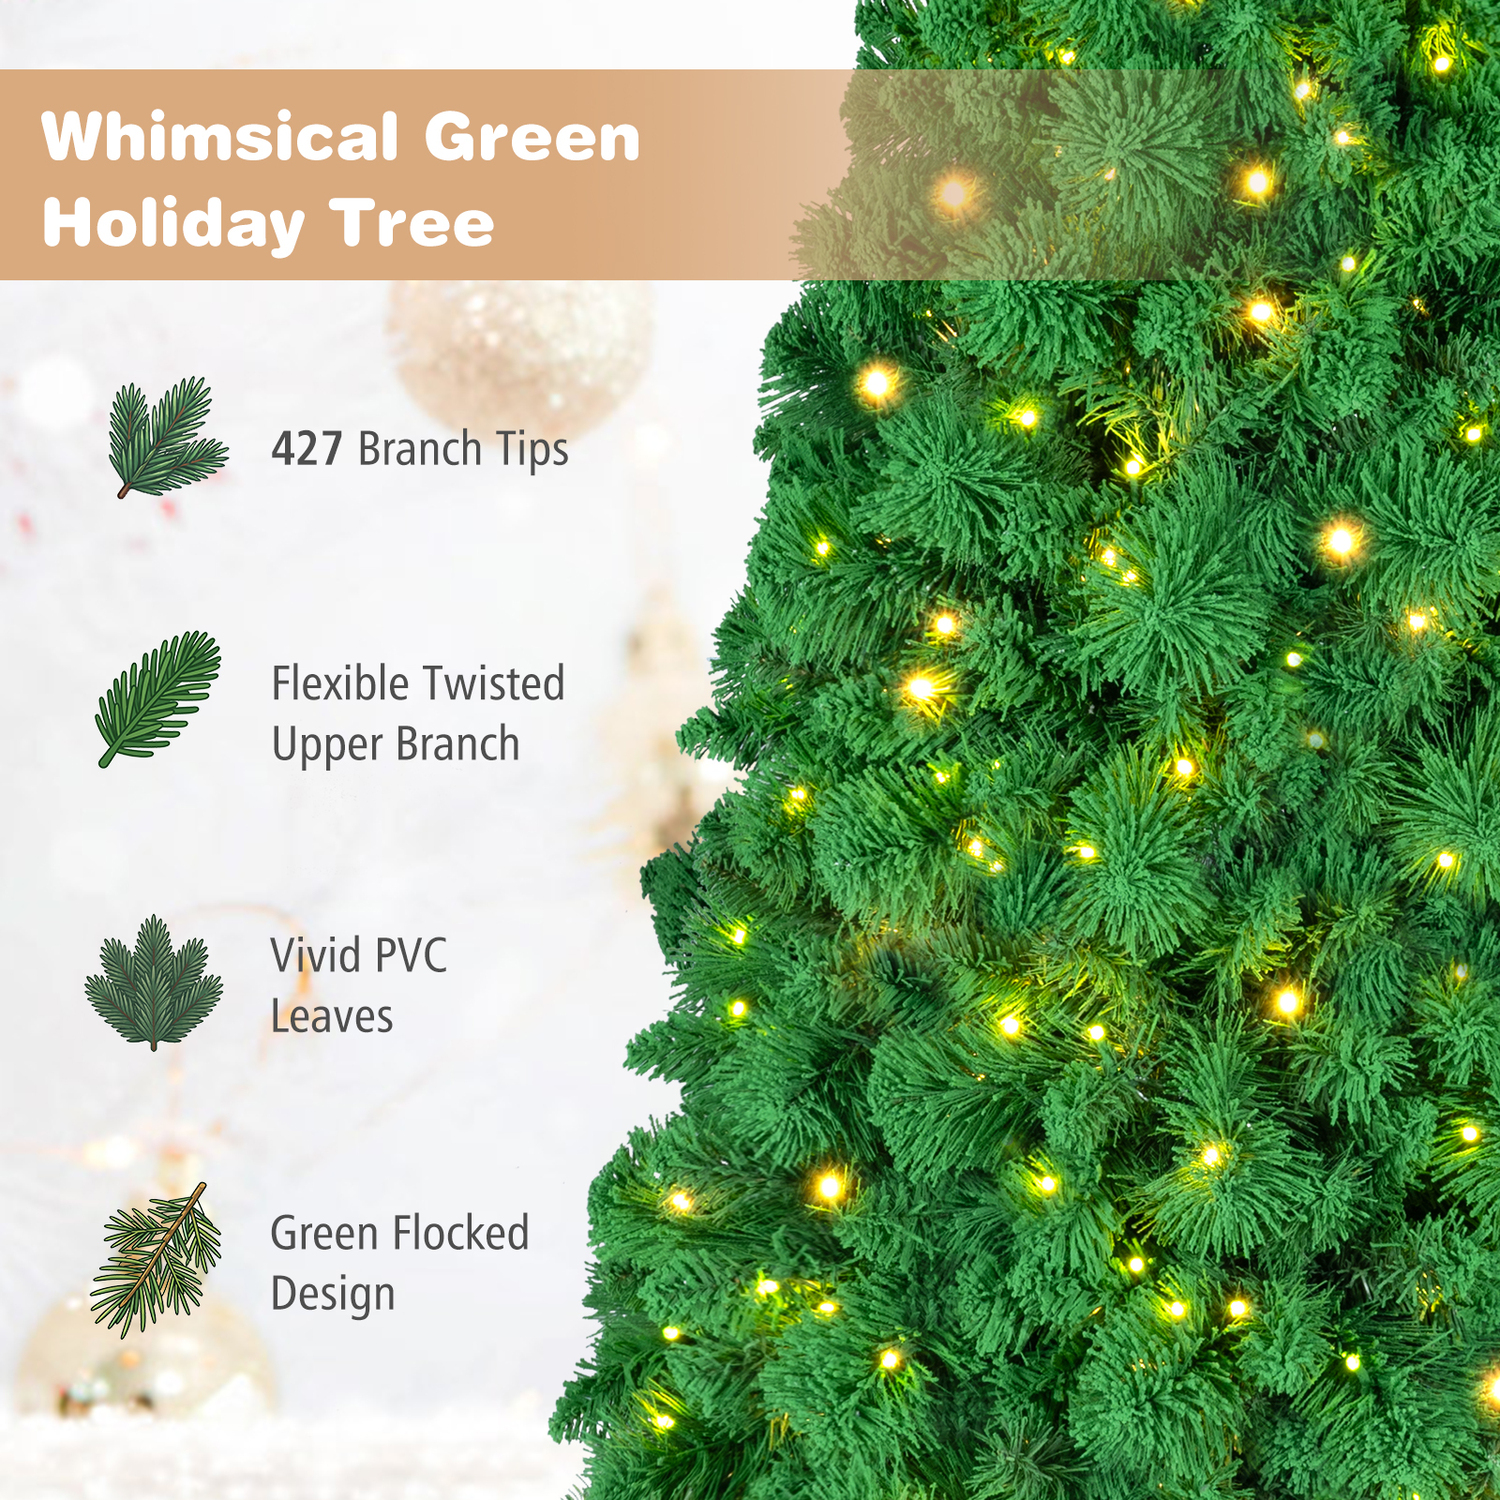 Whimsical Green
Holiday Tree
427 Branch Tips
Flexible Twisted
Upper Branch
Vivid PVC
Leaves
Green Flocked
Design